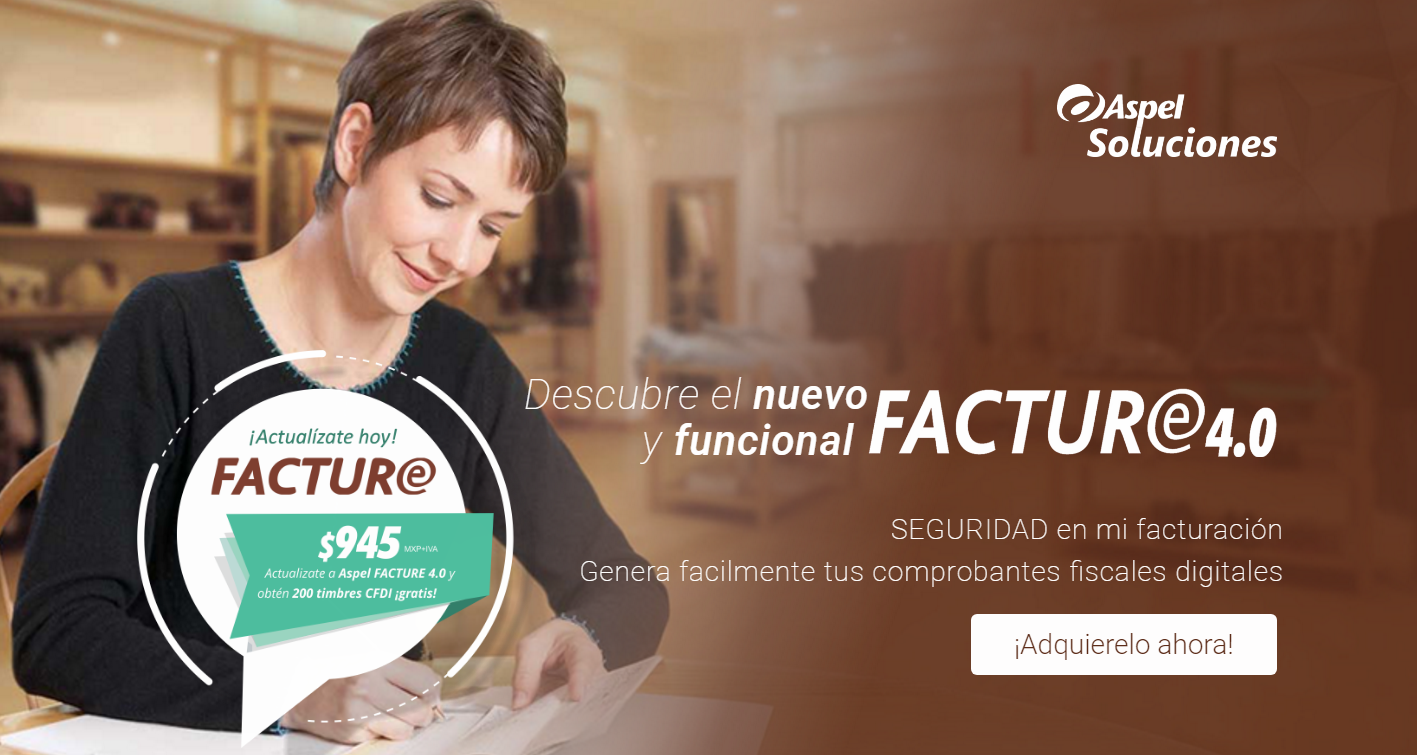 Aspel
Soluciones
Descubre el nuevo
y funcional FACTUR@ 4.0
¡Actualízate hoy!
FACTUR@
$945 MXP+IVA
Actualizate a Aspel FACTURE 4.0 y
obtén 200 timbres CFDI ¡gratis!
SEGURIDAD en mi facturación
Genera facilmente tus comprobantes fiscales digitales
¡Adquierelo ahora!